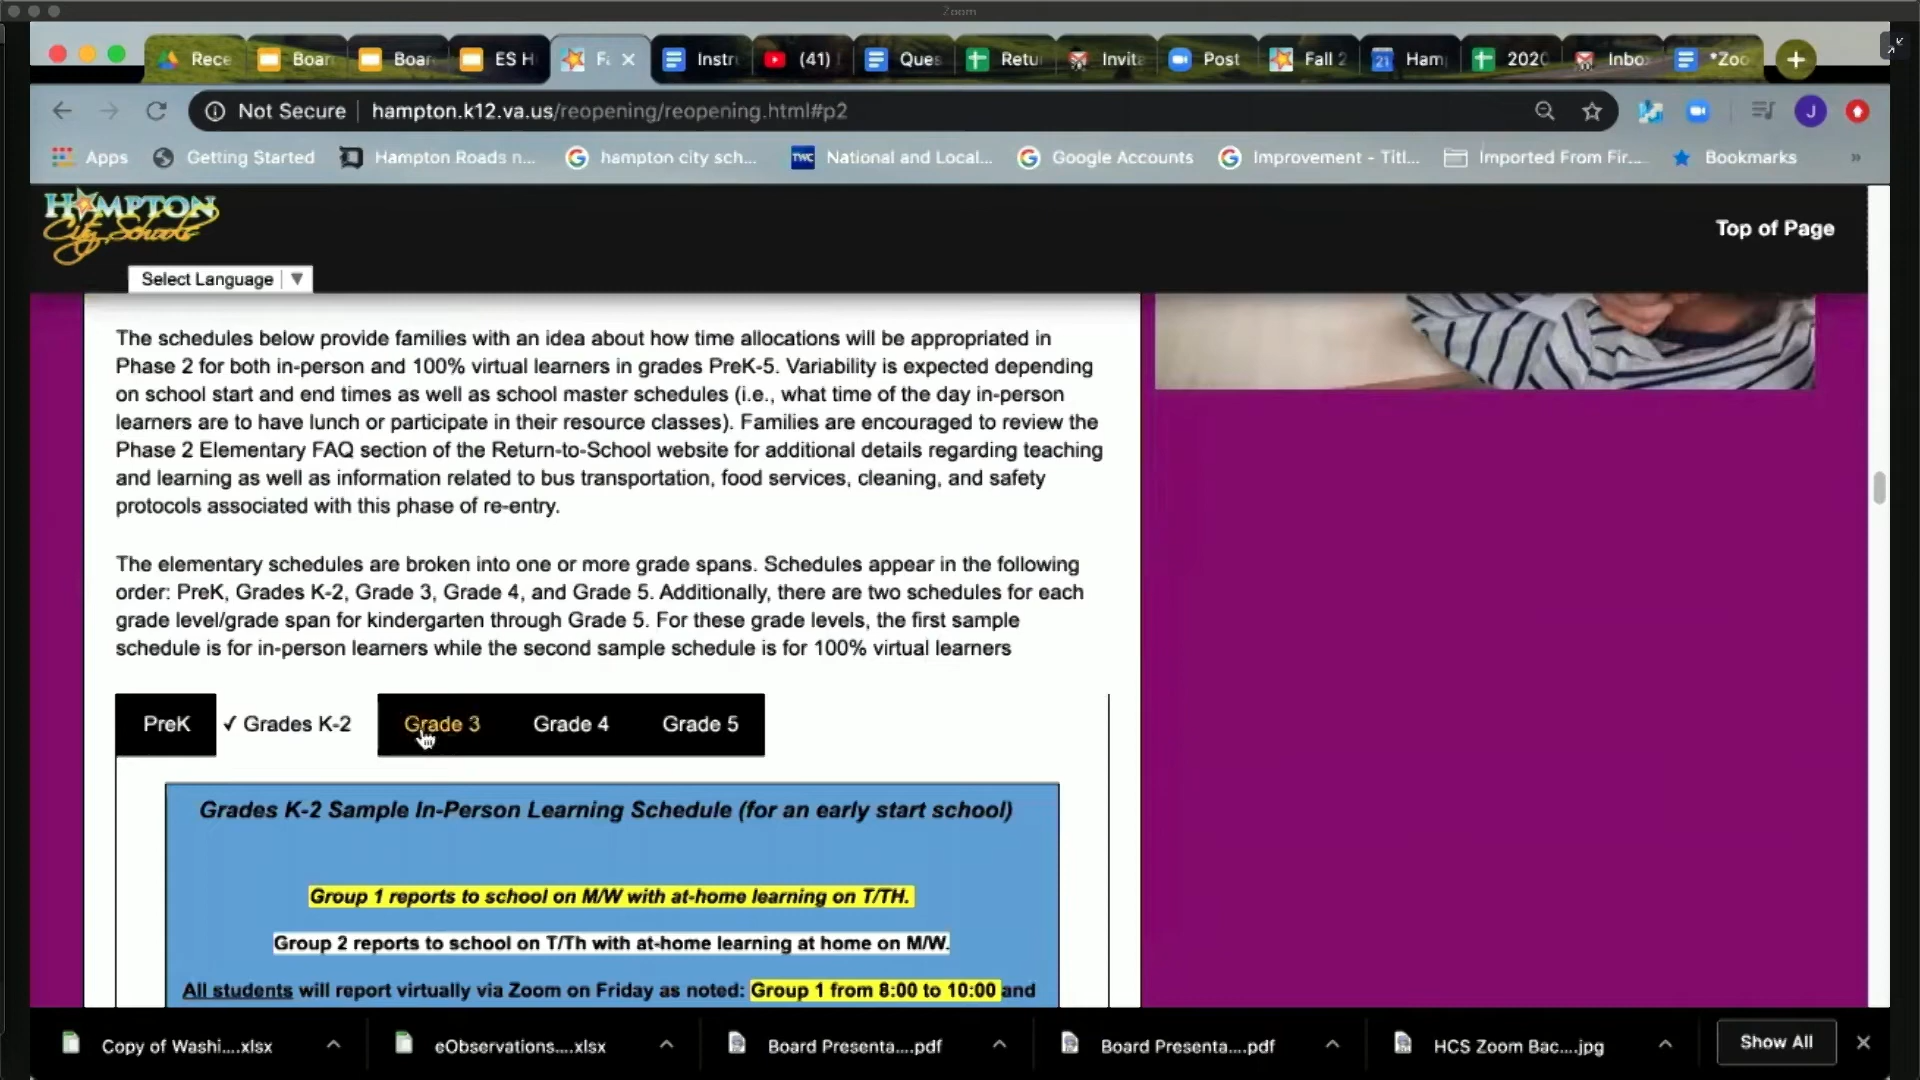 Zoom
Rece
Boar
Boar
ES H
Fa
Instr
(41)
Ques
Retu
Invita
Post
Fall 2
Ham
2020
Inbo
*Zoo
Not Secure | hampton.k12.va.us/reopening/reopening.html#p2
J
Apps
Getting Started
Hampton Roads n...
hampton city sch...
TWC
National and Local...
Google Accounts
Improvement - Titl...
Imported From Fir...
Bookmarks
»
HAMPTON
City Schools
Top of Page
Select Language ▼
The schedules below provide families with an idea about how time allocations will be appropriated in
Phase 2 for both in-person and 100% virtual learners in grades PreK-5. Variability is expected depending
on school start and end times as well as school master schedules (i.e., what time of the day in-person
learners are to have lunch or participate in their resource classes). Families are encouraged to review the
Phase 2 Elementary FAQ section of the Return-to-School website for additional details regarding teaching
and learning as well as information related to bus transportation, food services, cleaning, and safety
protocols associated with this phase of re-entry.
The elementary schedules are broken into one or more grade spans. Schedules appear in the following
order: PreK, Grades K-2, Grade 3, Grade 4, and Grade 5. Additionally, there are two schedules for each
grade level/grade span for kindergarten through Grade 5. For these grade levels, the first sample
schedule is for in-person learners while the second sample schedule is for 100% virtual learners
PreK
✓ Grades K-2
Grade 3
Grade 4
Grade 5
Grades K-2 Sample In-Person Learning Schedule (for an early start school)
Group 1 reports to school on M/W with at-home learning on T/TH.
Group 2 reports to school on T/Th with at-home learning at home on M/W.
All students will report virtually via Zoom on Friday as noted: Group 1 from 8:00 to 10:00 and
Copy of Washi....xlsx
eObservations....xlsx
Board Presenta....pdf
Board Presenta....pdf
HCS Zoom Bac....jpg
Show All